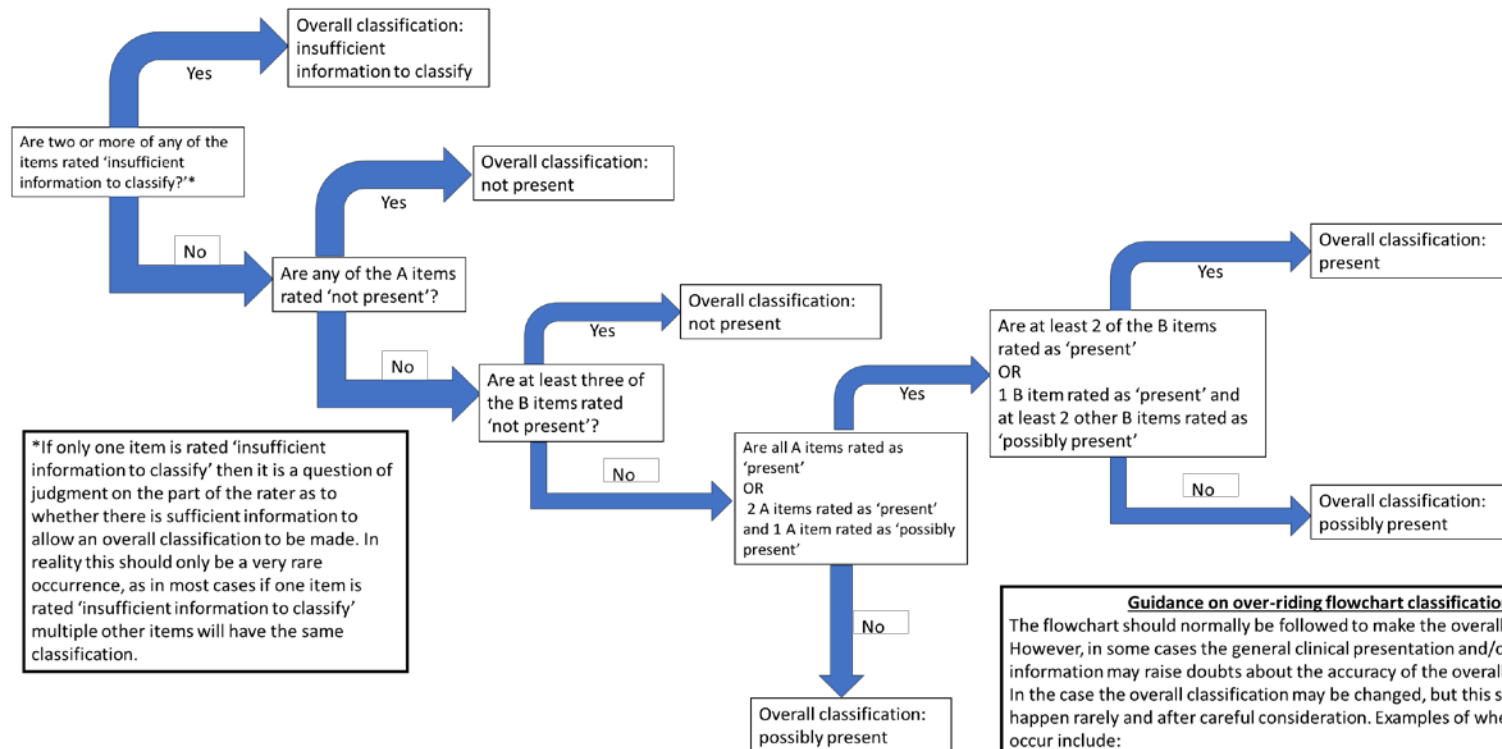 Overall classification:
insufficient
information to classify
Yes
Are two or more of any of the
items rated ‘insufficient
information to classify?’*
No
Overall classification:
not present
Yes
Are any of the A items
rated ‘not present’?
No
Overall classification:
not present
Yes
Are at least three of
the B items rated
‘not present’?
No
Are all A items rated as
‘present’
OR
2 A items rated as ‘present’
and 1 A item rated as ‘possibly
present’
Yes
No
Overall classification:
possibly present
Are at least 2 of the B items
rated as ‘present’
OR
1 B item rated as ‘present’ and
at least 2 other B items rated as
‘possibly present’
Yes
Overall classification:
present
No
Overall classification:
possibly present
*If only one item is rated ‘insufficient
information to classify’ then it is a question of
judgment on the part of the rater as to
whether there is sufficient information to
allow an overall classification to be made. In
reality this should only be a very rare
occurrence, as in most cases if one item is
rated ‘insufficient information to classify’
multiple other items will have the same
classification.
Guidance on over-riding flowchart
The flowchart should normally be followed to make the
However, in some cases the general clinical presentation
information may raise doubts about the accuracy of the
In the case the overall classification may be changed, but this
happen rarely and after careful consideration. Examples of
occur include: